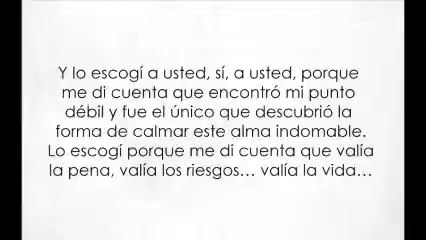 Y lo escogí a usted, sí, a usted, porque
me di cuenta que encontró mi punto
débil y fue el único que descubrió la
forma de calmar este alma indomable.
Lo escogí porque me di cuenta que valía
la pena, valía los riesgos... valía la vida...